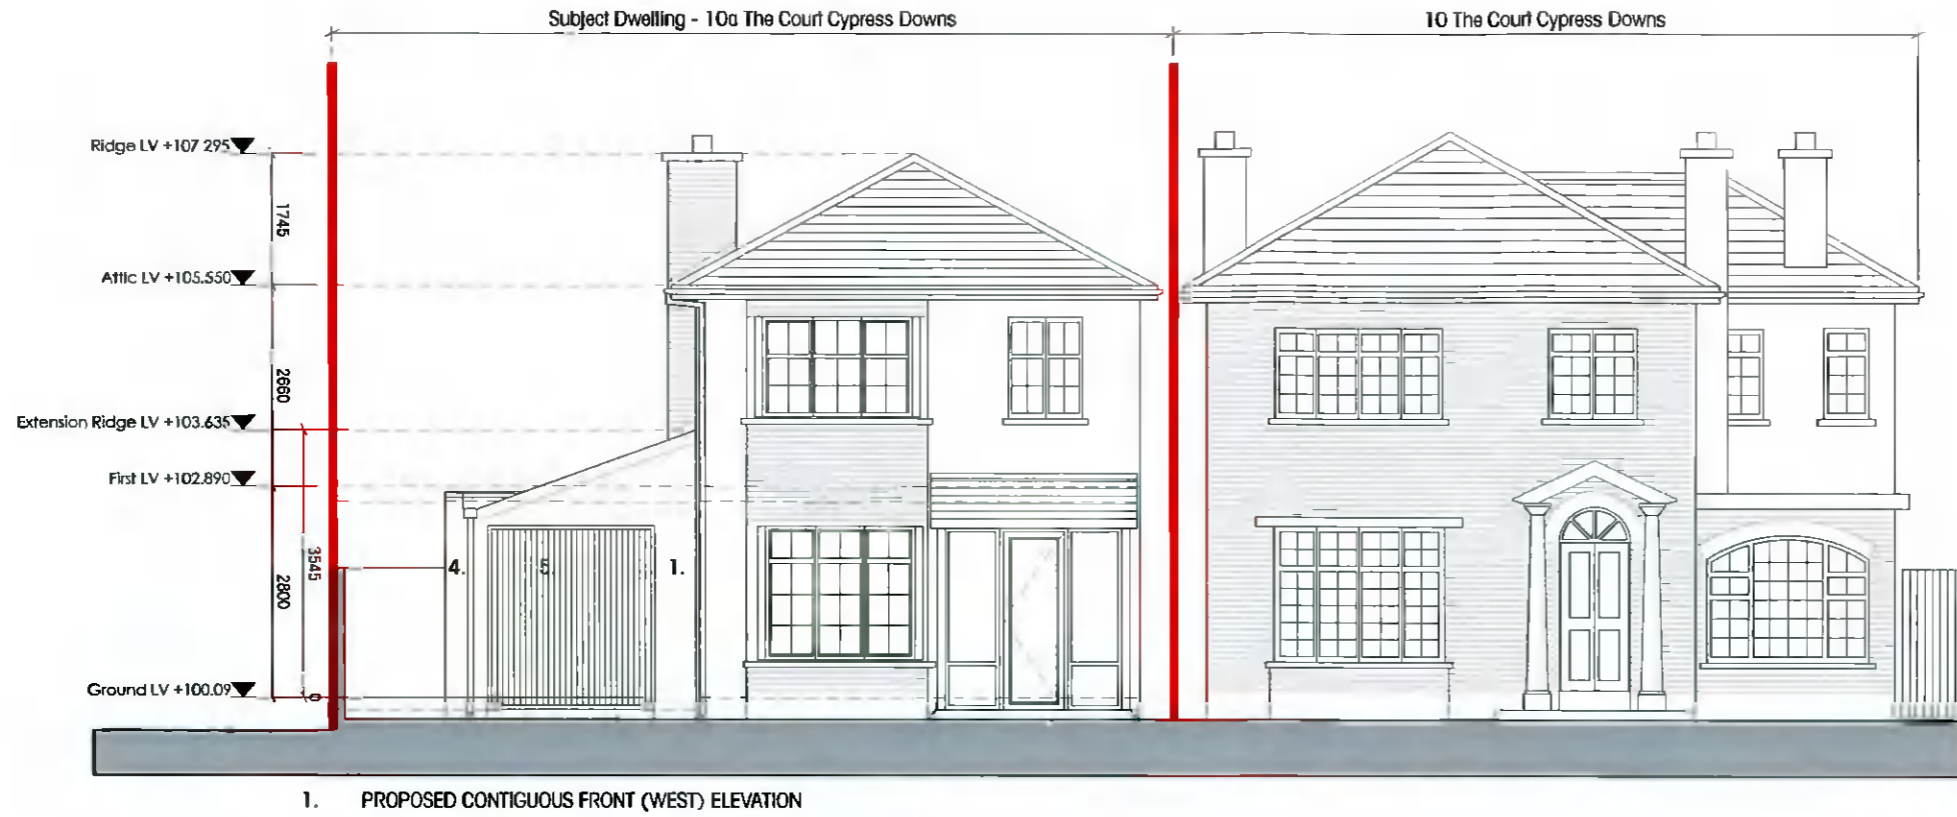 Subject Dwelling - 10a The Court Cypress Downs
10 The Court Cypress Downs
Ridge LV +107.295
1745
Attic LV +105.550
2660
Extension Ridge LV +103.635
First LV +102.890
3545
2800
4.
5.
1.
Ground LV +100.09
0
1. PROPOSED CONTIGUOUS FRONT (WEST) ELEVATION